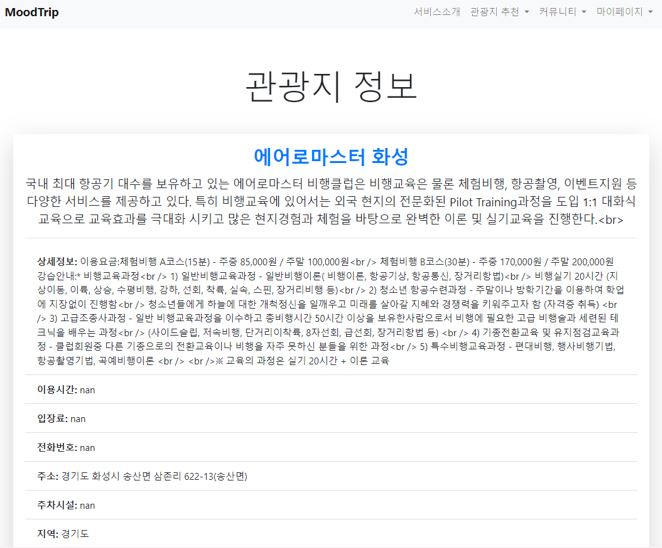 MoodTrip
서비스소개 관광지 추천 커뮤니티 마이페이지
관광지 정보
에어로마스터 화성
국내 최대 항공기 대수를 보유하고 있는 에어로마스터 비행클럽은 비행교육은 물론 체험비행, 항공촬영, 이벤트지원 등
다양한 서비스를 제공하고 있다. 특히 비행교육에 있어서는 외국 현지의 전문화된 Pilot Training과정을 도입 1:1 대화식
교육으로 교육효과를 극대화 시키고 많은 현지경험과 체험을 바탕으로 완벽한 이론 및 실기교육을 진행한다.<br>
상세정보: 이용요금:체험비행 A코스(15분) - 주중 85,000원 / 주말 100,000원<br /> 체험비행 B코스(30분) - 주중 170,000원 / 주말 200,000원
강습안내:* 비행교육과정<br /> 1) 일반비행교육과정 - 일반비행이론( 비행이론, 항공기상, 항공통신, 장거리항법)<br /> 비행실기 20시간 (지
상이동, 이륙, 상승, 수평비행, 강하, 선회, 착륙, 실속, 스핀, 장거리비행 등)<br /> 2) 청소년 항공수련과정 - 주말이나 방학기간을 이용하여 학업
에 지장없이 진행함<br /> 청소년들에게 하늘에 대한 개척정신을 일깨우고 미래를 살아갈 지혜와 경쟁력을 키워주고자 함 (자격증 취득) <br
/> 3) 고급조종사과정 - 일반 비행교육과정을 이수하고 총비행시간 50시간 이상을 보유한사람으로서 비행에 필요한 고급 비행술과 세련된 테
크닉을 배우는 과정<br /> (사이드슬립, 저속비행, 단거리이착륙, 8자선회, 급선회, 장거리항법 등) <br /> 4) 기종전환교육 및 유지점검교육과
정 - 클럽회원중 다른 기종으로의 전환교육이나 비행을 자주 못하신 분들을 위한 과정<br /> 5) 특수비행교육과정 - 편대비행, 행사비행기법,
항공촬영기법, 곡예비행이론 <br /> <br />※ 교육의 과정은 실기 20시간 + 이론 교육
이용시간: nan
입장료: nan
전화번호: nan
주소: 경기도 화성시 송산면 삼존리 622-13(송산면)
주차시설: nan
지역: 경기도